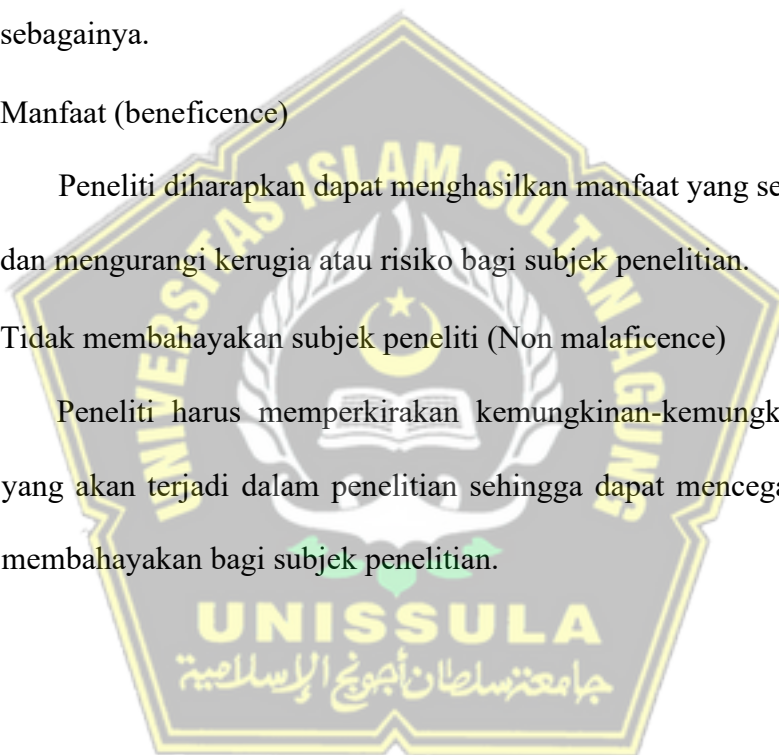 sebagainya.
Manfaat (beneficence)
Peneliti diharapkan dapat menghasilkan manfaat yang se
dan mengurangi kerugia atau risiko bagi subjek penelitian.
Tidak membahayakan subjek peneliti (Non malaficence)
Peneliti harus memperkirakan kemungkinan-kemungk
yang akan terjadi dalam penelitian sehingga dapat mencega
membahayakan bagi subjek penelitian.
UNIVERSITAS ISLAM SULTAN AGUNG
UNISSULA
جامعتسلطان أجونج الإسلامية